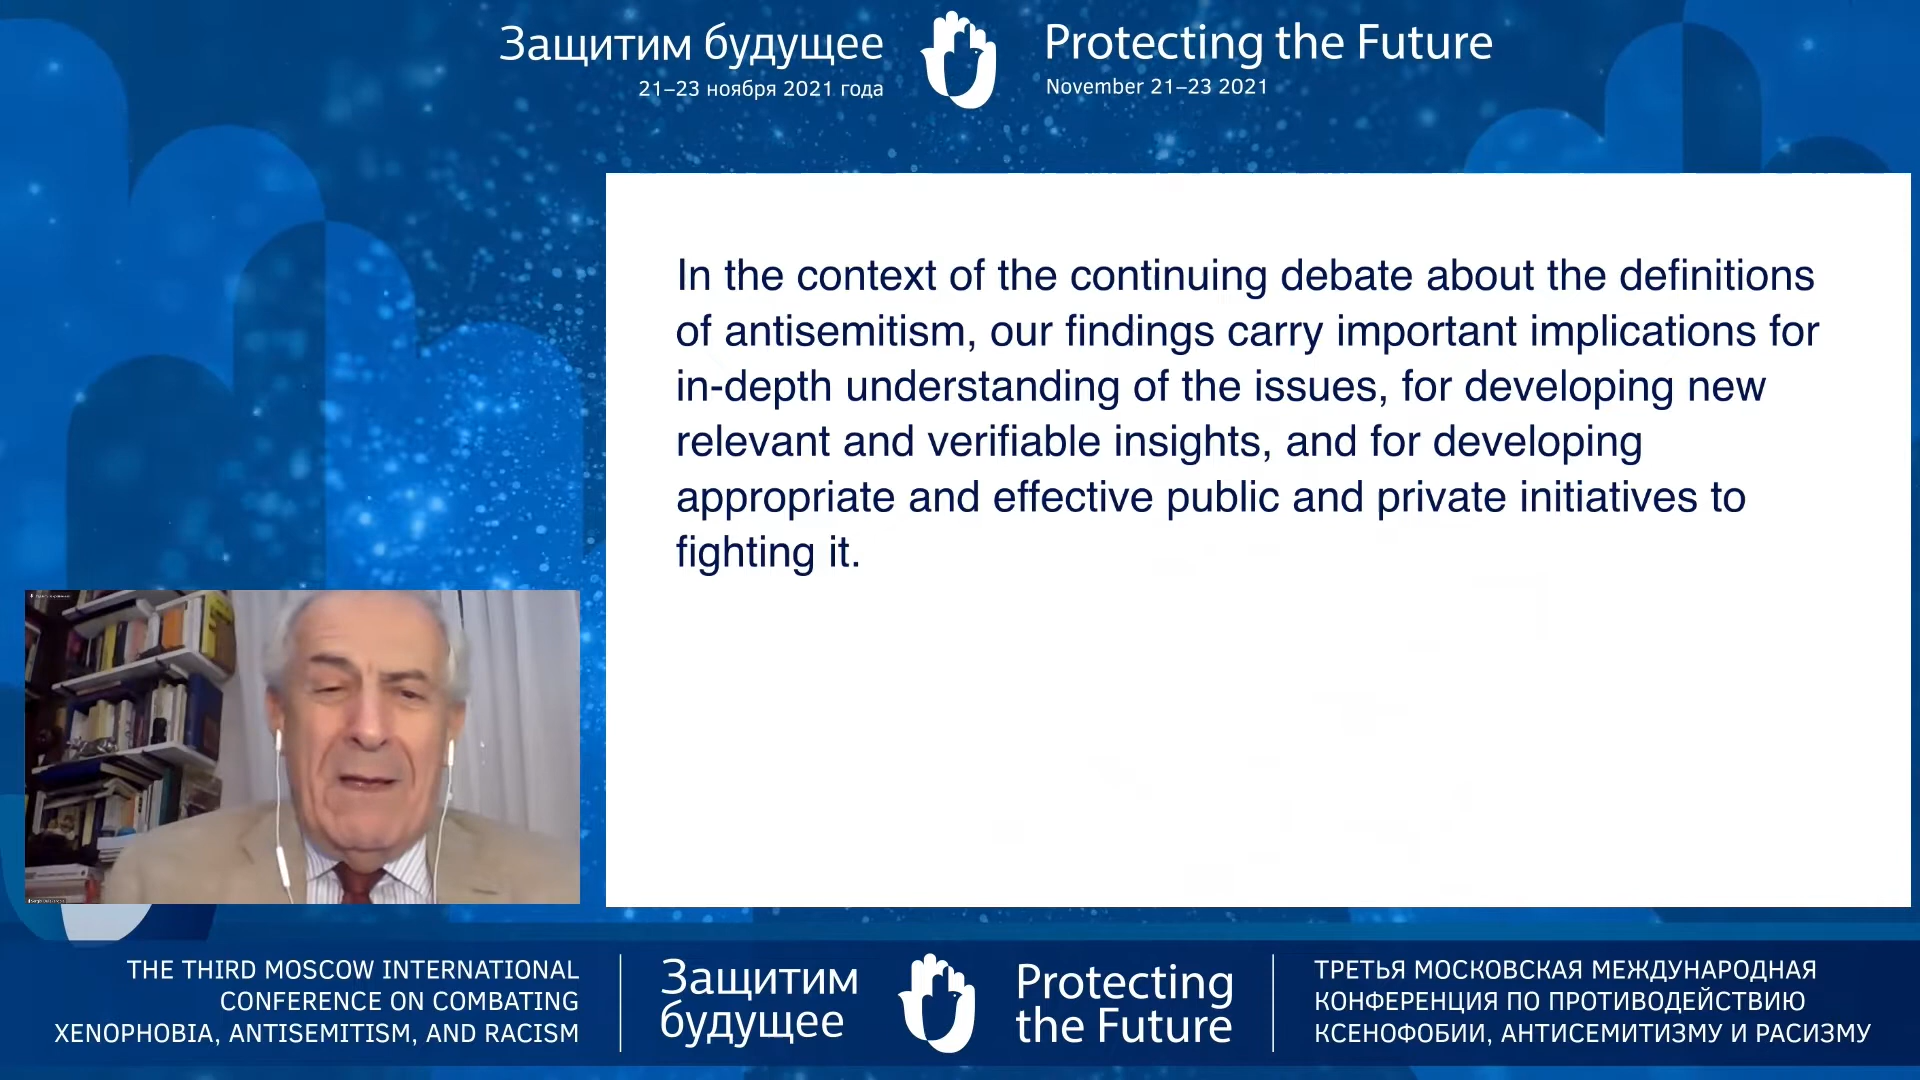 Защитим будущее
21–23 ноября 2021 года
Protecting the Future
November 21–23 2021
In the context of the continuing debate about the definitions
of antisemitism, our findings carry important implications for
in-depth understanding of the issues, for developing new
relevant and verifiable insights, and for developing
appropriate and effective public and private initiatives to
fighting it.
THE THIRD MOSCOW INTERNATIONAL
CONFERENCE ON COMBATING
XENOPHOBIA, ANTISEMITISM, AND RACISM
Защитим
будущее
Protecting
the Future
ТРЕТЬЯ МОСКОВСКАЯ МЕЖДУНАРОДНАЯ
КОНФЕРЕНЦИЯ ПО ПРОТИВОДЕЙСТВИЮ
КСЕНОФОБИИ, АНТИСЕМИТИЗМУ И РАСИЗМУ